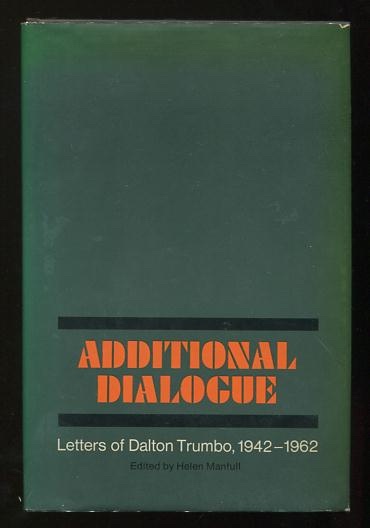 ADDITIONAL
DIALOGUE
Letters of Dalton Trumbo, 1942–1962
Edited by Helen Manfull